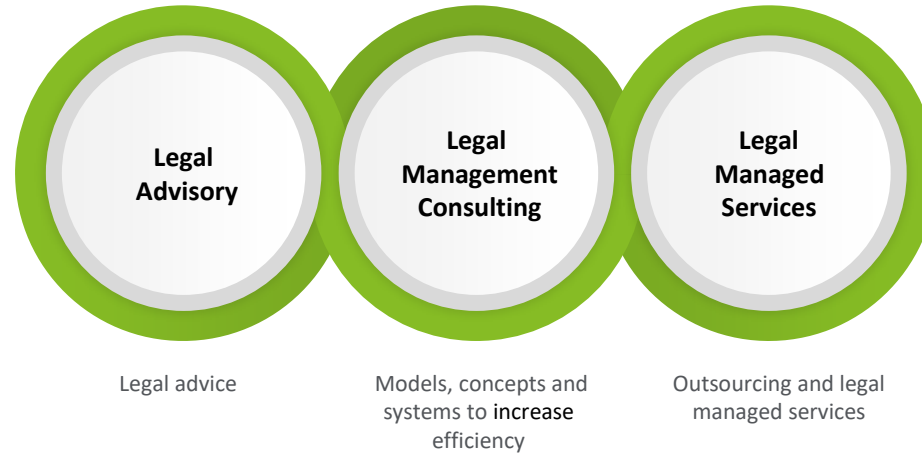 Legal
Advisory
Legal
Management
Consulting
Legal
Managed
Services
Legal advice
Models, concepts and
systems to increase
efficiency
Outsourcing and legal
managed services